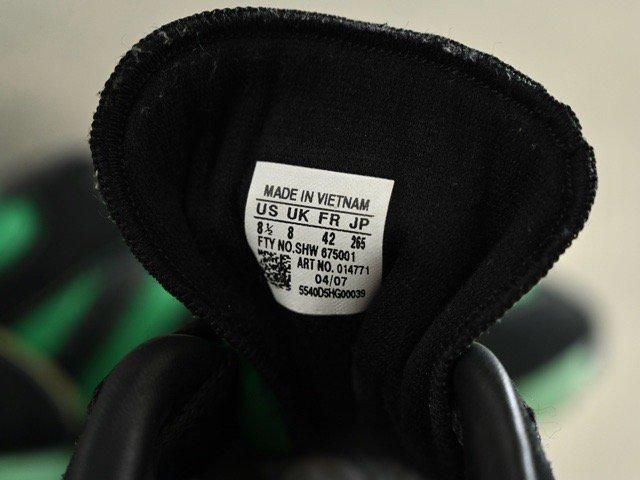 MADE IN VIETNAM
US UK FR JP
8½ 8 42 265
FTY NO.SHW 675001
ART NO. 014771
04/07
5540DSHG00039